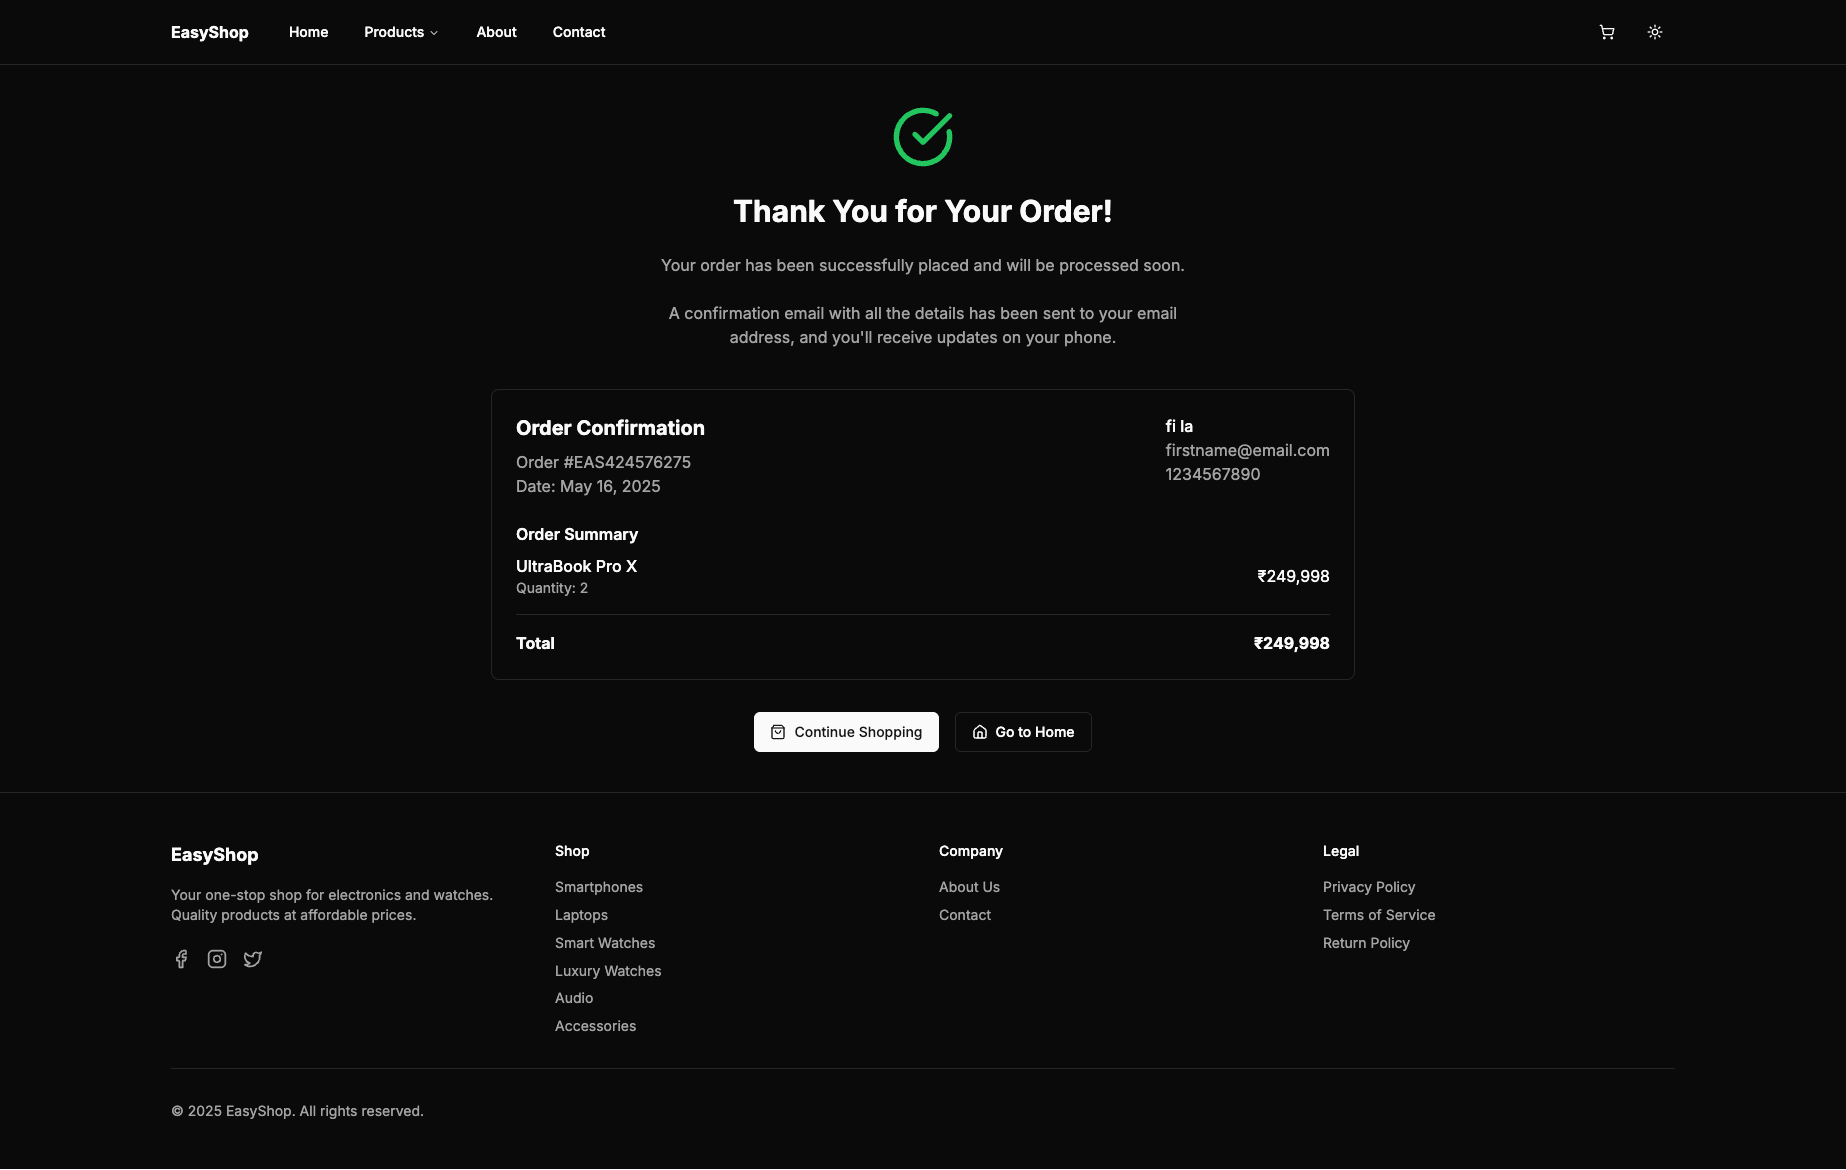 EasyShop
Home
Products
About
Contact
Thank You for Your Order!
Your order has been successfully placed and will be processed soon.
A confirmation email with all the details has been sent to your email
address, and you'll receive updates on your phone.
Order Confirmation
Order #EAS424576275
Date: May 16, 2025
fi la
firstname@email.com
1234567890
Order Summary
UltraBook Pro X
Quantity: 2
₹249,998
Total
₹249,998
Continue Shopping
Go to Home
EasyShop
Your one-stop shop for electronics and watches.
Quality products at affordable prices.
Shop
Smartphones
Laptops
Smart Watches
Luxury Watches
Audio
Accessories
Company
About Us
Contact
Legal
Privacy Policy
Terms of Service
Return Policy
© 2025 EasyShop. All rights reserved.